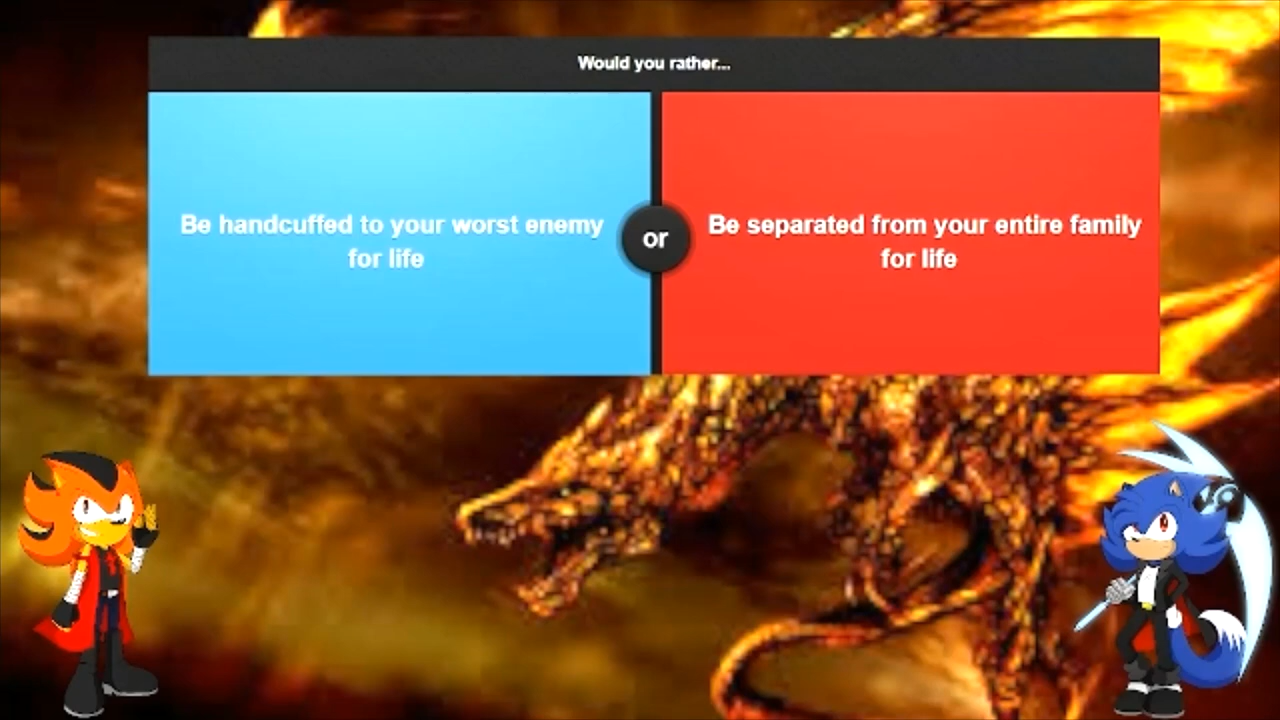 Would you rather...
Be handcuffed to your worst enemy
for life
or
Be separated from your entire family
for life